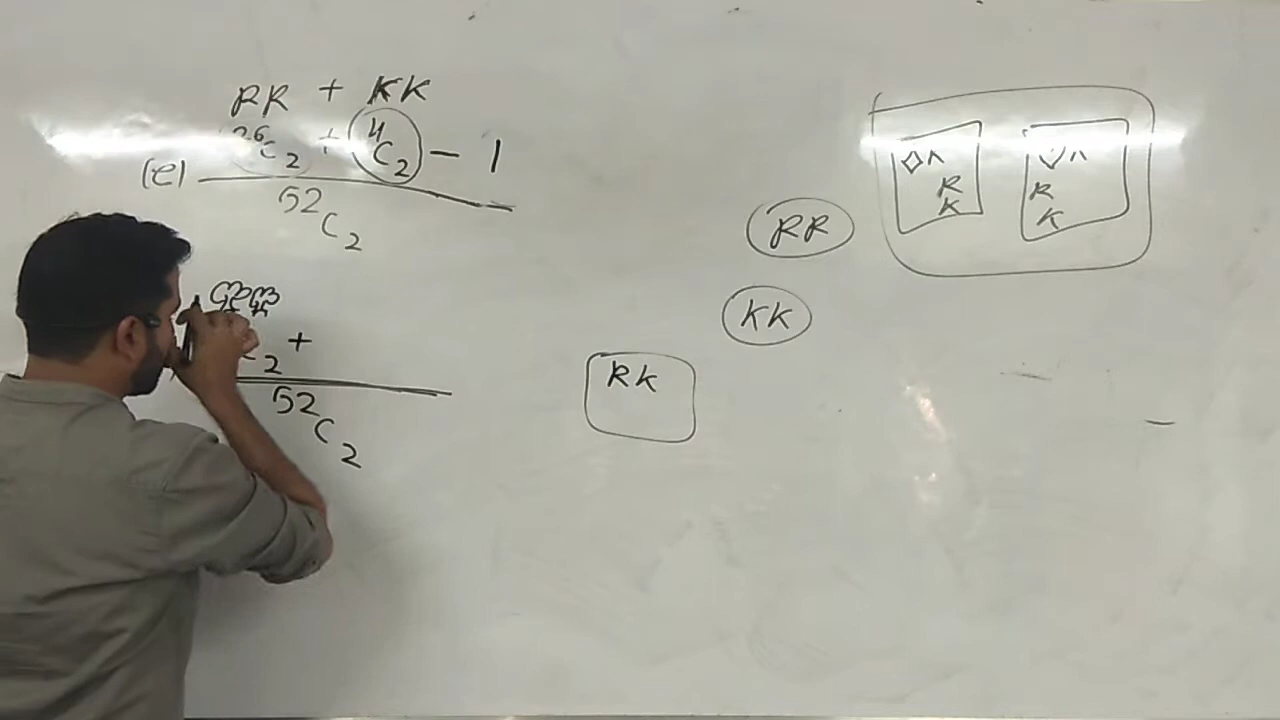 RR + KK
(e) 26C2 + 4C2 - 1
52C2
C2 +
52C2
RR
KK
RK
R
K
R
K